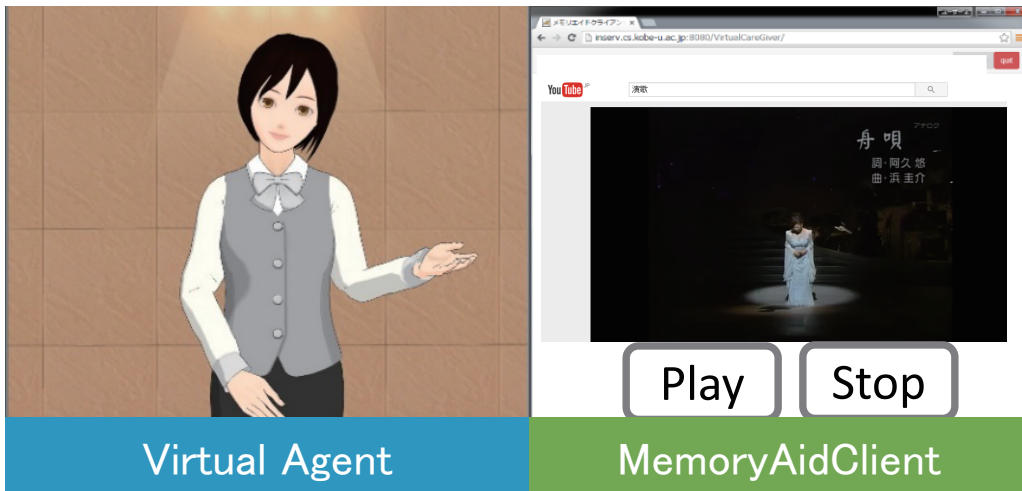 メモリエイドクライアン
inserv.cs.kobe-u.ac.jp:8080/VirtualCareGiver/
quit
YouTube JP
演歌
アナログ
舟唄
詞・阿久 悠
曲・浜 圭介
Play
Stop
Virtual Agent
MemoryAidClient